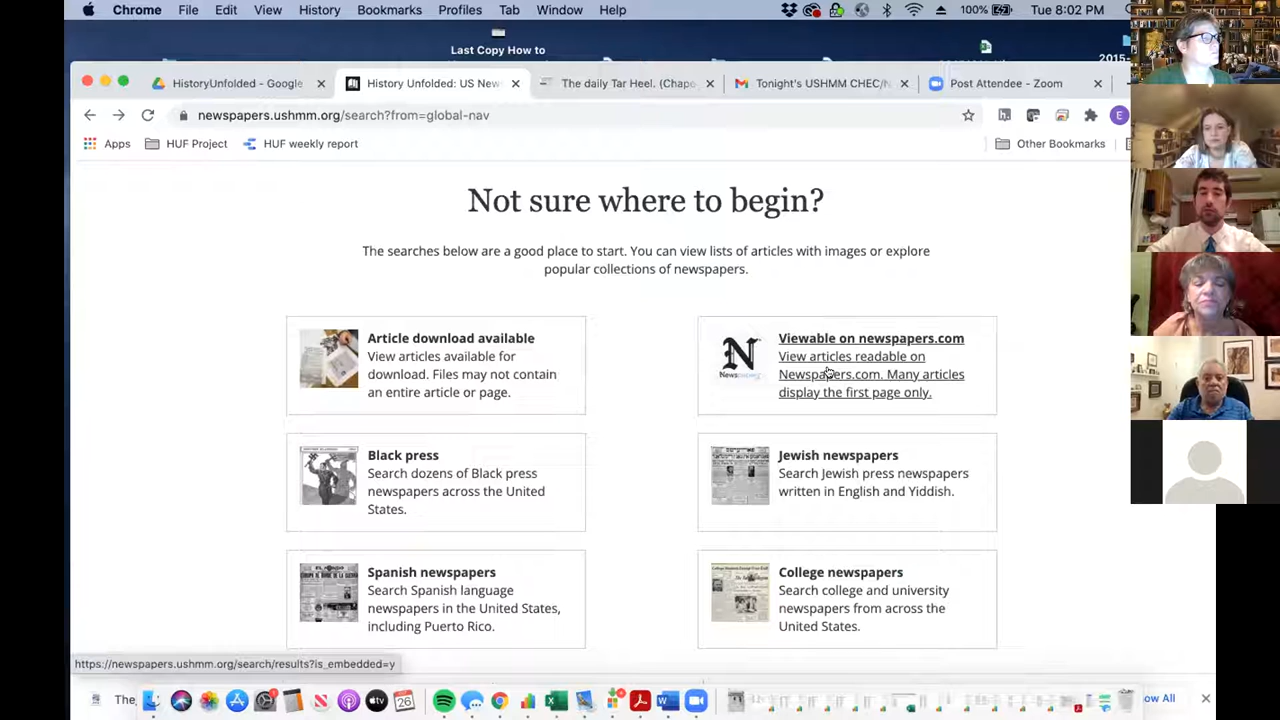 Chrome File Edit View History Bookmarks Profiles Tab Window Help 100% Tue 8:02 PM
Last Copy How to
2015-
HistoryUnfolded - Google
History Unfolded: US News
The daily Tar Heel. (Chapo
Tonight's USHMM CHEC/N
Post Attendee - Zoom
newspapers.ushmm.org/search?from=global-nav
E
Apps HUF Project HUF weekly report Other Bookmarks
Not sure where to begin?
The searches below are a good place to start. You can view lists of articles with images or explore
popular collections of newspapers.
Article download available
View articles available for
download. Files may not contain
an entire article or page.
N
Viewable on newspapers.com
View articles readable on
Newspapers.com. Many articles
display the first page only.
Black press
Search dozens of Black press
newspapers across the United
States.
Jewish newspapers
Search Jewish press newspapers
written in English and Yiddish.
Spanish newspapers
Search Spanish language
newspapers in the United States,
including Puerto Rico.
College newspapers
Search college and university
newspapers from across the
United States.
https://newspapers.ushmm.org/search/results?is_embedded=y
The
26
ow All